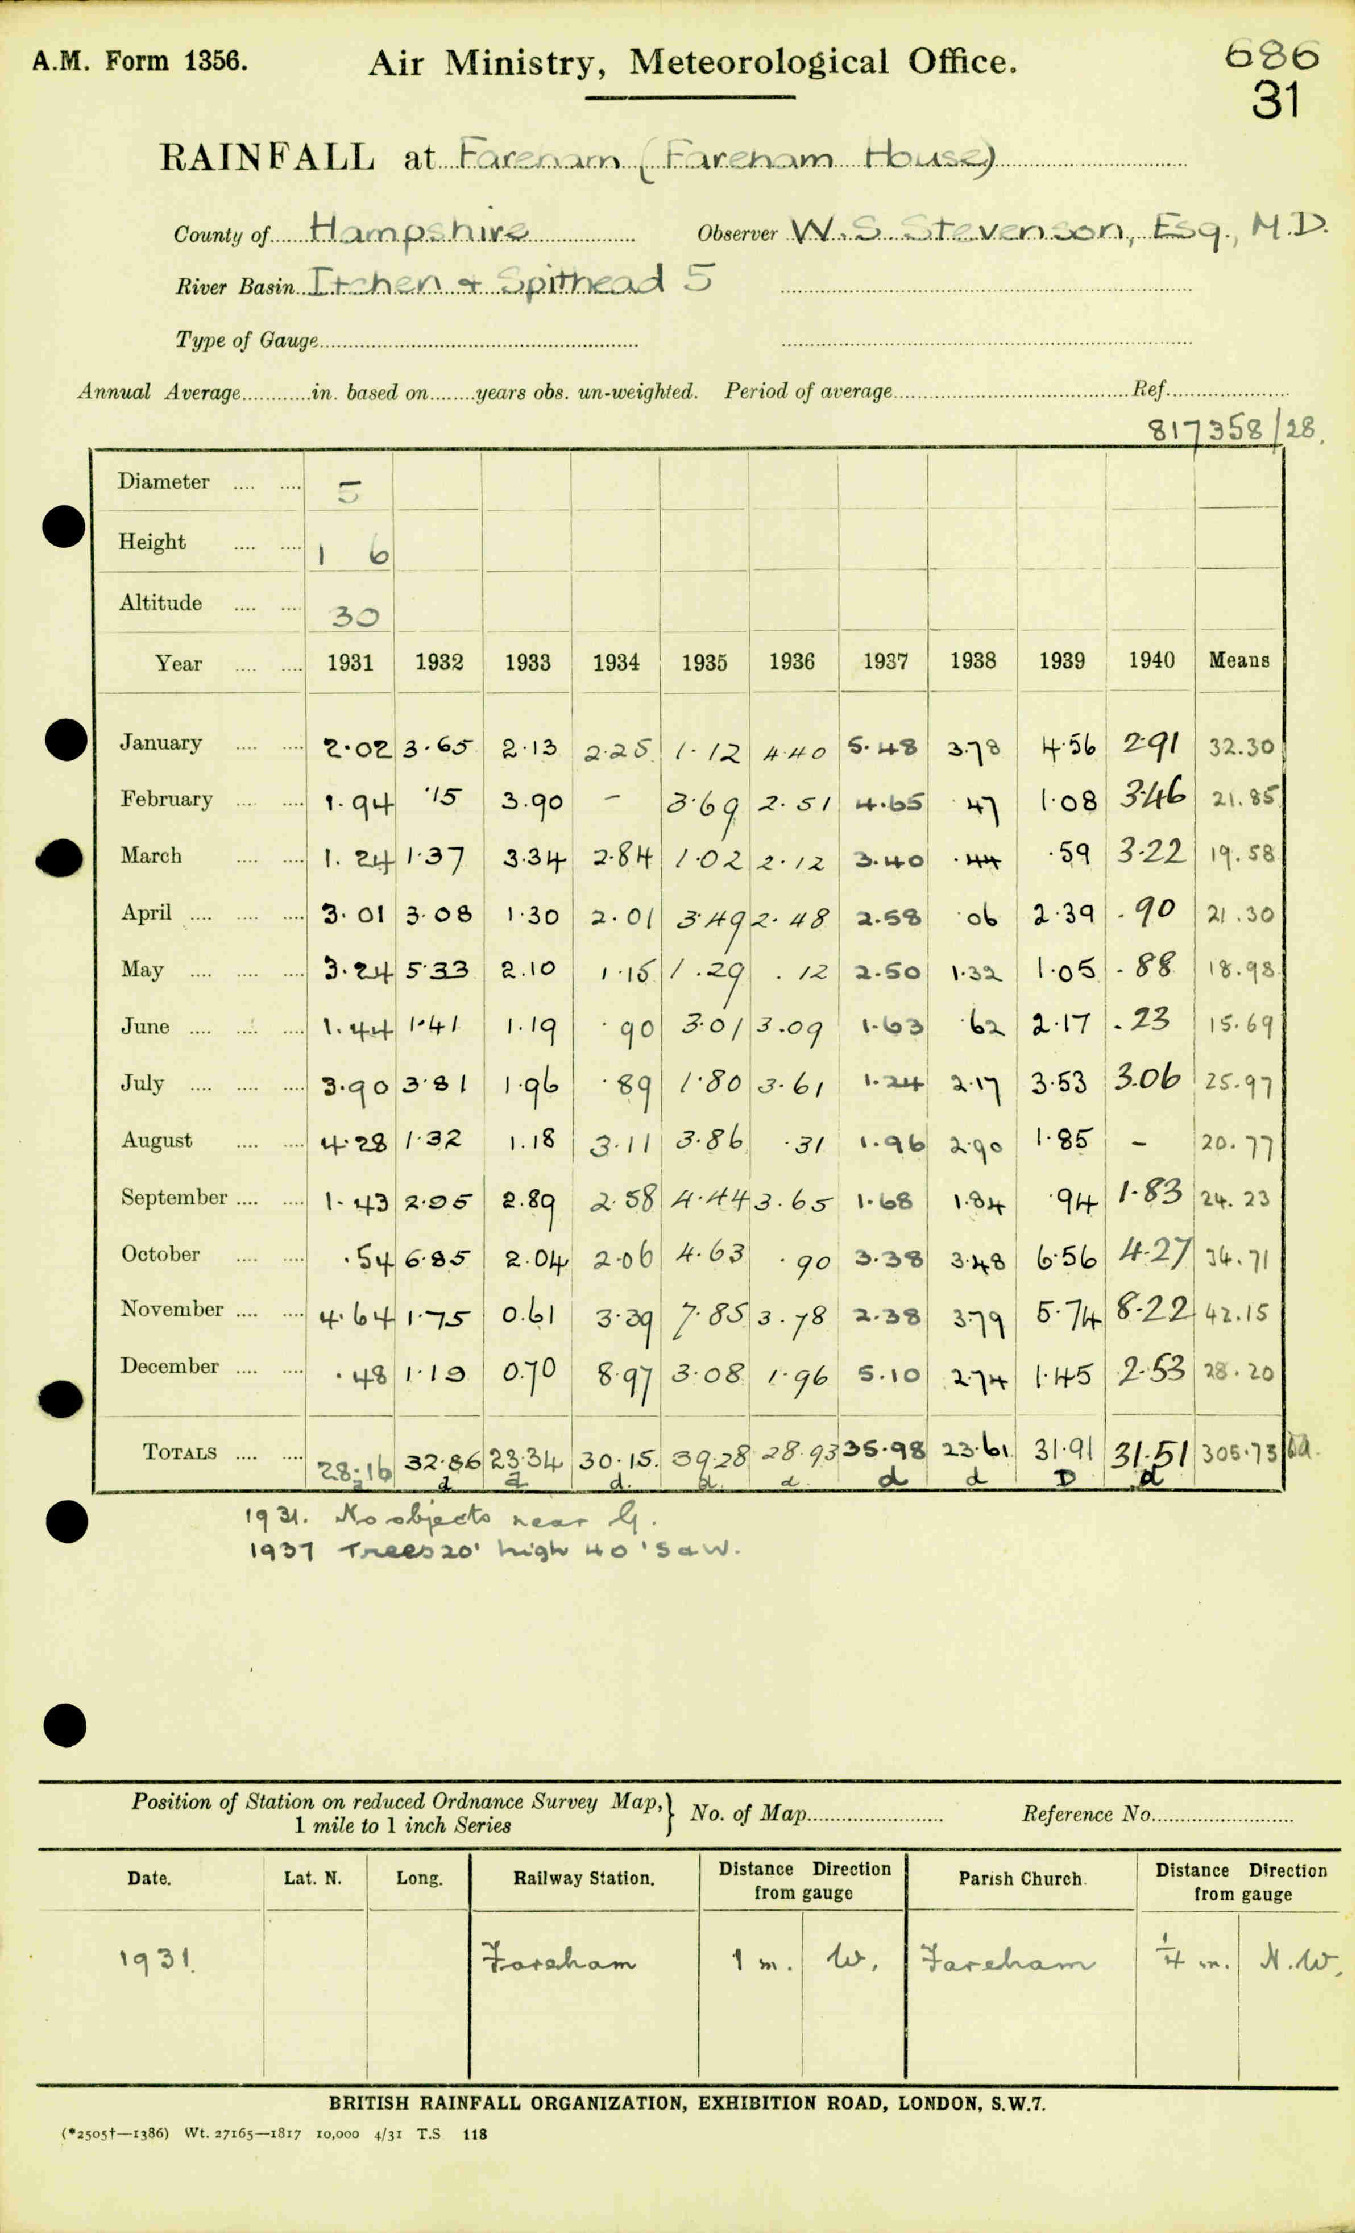 A.M. Form 1356.
Air Ministry, Meteorological Office.
686
31
RAINFALL at Fareham (Fareham House)
County of Hampshire Observer W. S. Stevenson, Esq., M.D.
River Basin Itchen + Spithead 5
Type of Gauge
Annual Average in. based on years obs. un-weighted. Period of average Ref.
817358/28.
Diameter 5
Height 1 6
Altitude 30
Year 1931 1932 1933 1934 1935 1936 1937 1938 1939 1940 Means
January 2.02 3.65 2.13 2.25 1.12 4.40 5.48 3.78 4.56 2.91 32.30
February 1.94 .15 3.90 - 3.69 2.51 4.65 .47 1.08 3.46 21.85
March 1.24 1.37 3.34 2.84 1.02 2.12 3.40 .44 .59 3.22 19.58
April 3.01 3.08 1.30 2.01 3.49 2.48 2.58 .06 2.39 .90 21.30
May 3.24 5.33 2.10 1.15 1.29 .12 2.50 1.32 1.05 .88 18.98
June 1.44 1.41 1.19 .90 3.01 3.09 1.63 .62 2.17 .23 15.69
July 3.90 3.81 1.96 .89 1.80 3.61 1.24 2.17 3.53 3.06 25.97
August 4.28 1.32 1.18 3.11 3.86 .31 1.96 2.90 1.85 - 20.77
September 1.43 2.95 2.89 2.58 4.44 3.65 1.68 1.84 .94 1.83 24.23
October .54 6.85 2.04 2.06 4.63 .90 3.38 3.48 6.56 4.27 34.71
November 4.64 1.75 0.61 3.39 7.85 3.78 2.38 3.79 5.74 8.22 42.15
December .48 1.19 0.70 8.97 3.08 1.96 5.10 2.74 1.45 2.53 28.20
TOTALS 28.16 32.86 23.34 30.15 39.28 28.93 35.98 23.61 31.91 31.51 305.73
d d d. d. d d d D d
1931. No objects near G.
1937 Trees 20' high 40' S & W.
Position of Station on reduced Ordnance Survey Map, No. of Map Reference No.
1 mile to 1 inch Series
Date. Lat. N. Long. Railway Station. Distance Direction from gauge Parish Church. Distance Direction from gauge
1931. Fareham 1 m. W. Fareham 1/4 m. N.W.
BRITISH RAINFALL ORGANIZATION, EXHIBITION ROAD, LONDON, S.W.7.
(*2505†—1386) Wt. 27165—1817 10,000 4/31 T.S 118